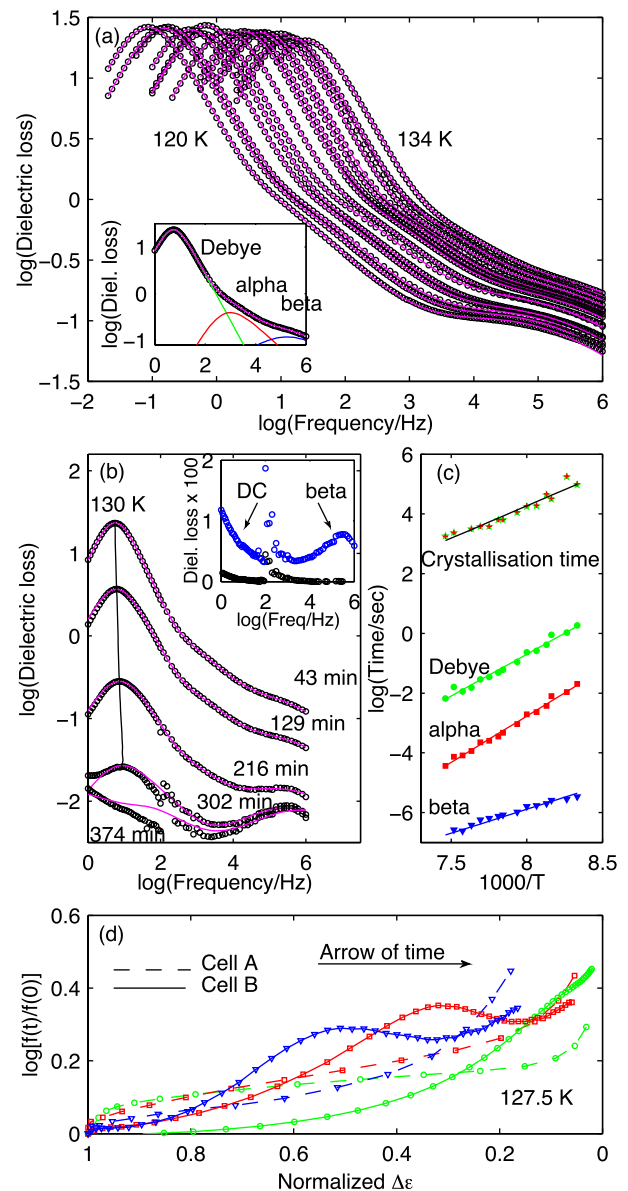 (a)
log(Dielectric loss)
1.5
1
0.5
0
−0.5
−1
−1.5
120 K
134 K
log(Diel. loss)
1
0
−1
Debye
alpha
beta
0 2 4 6
−2 −1 0 1 2 3 4 5 6
log(Frequency/Hz)
(b)
log(Dielectric loss)
2
1
0
−1
−2
130 K
Diel. loss x 100
2
1
0
DC
beta
0 2 4 6
log(Freq/Hz)
43 min
129 min
216 min
302 min
374 min
0 2 4 6
log(Frequency/Hz)
(c)
log(Time/sec)
6
4
2
0
−2
−4
−6
Crystallisation time
Debye
alpha
beta
7.5 8 8.5
1000/T
(d)
log[f(t)/f(0)]
0.6
0.4
0.2
0
Cell A
Cell B
Arrow of time
127.5 K
1 0.8 0.6 0.4 0.2 0
Normalized Δε